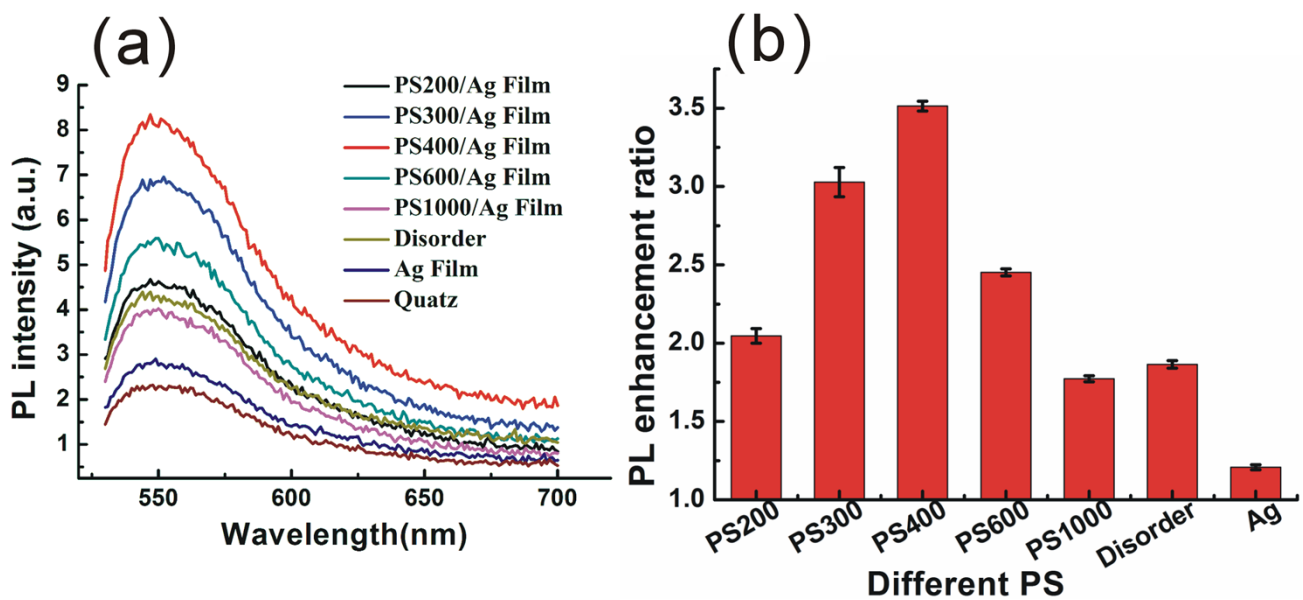 (a)
PL intensity (a.u.)
9
8
7
6
5
4
3
2
1
PS200/Ag Film
PS300/Ag Film
PS400/Ag Film
PS600/Ag Film
PS1000/Ag Film
Disorder
Ag Film
Quatz
550 600 650 700
Wavelength(nm)
(b)
PL enhancement ratio
3.5
3.0
2.5
2.0
1.5
1.0
PS200 PS300 PS400 PS600 PS1000 Disorder Ag
Different PS